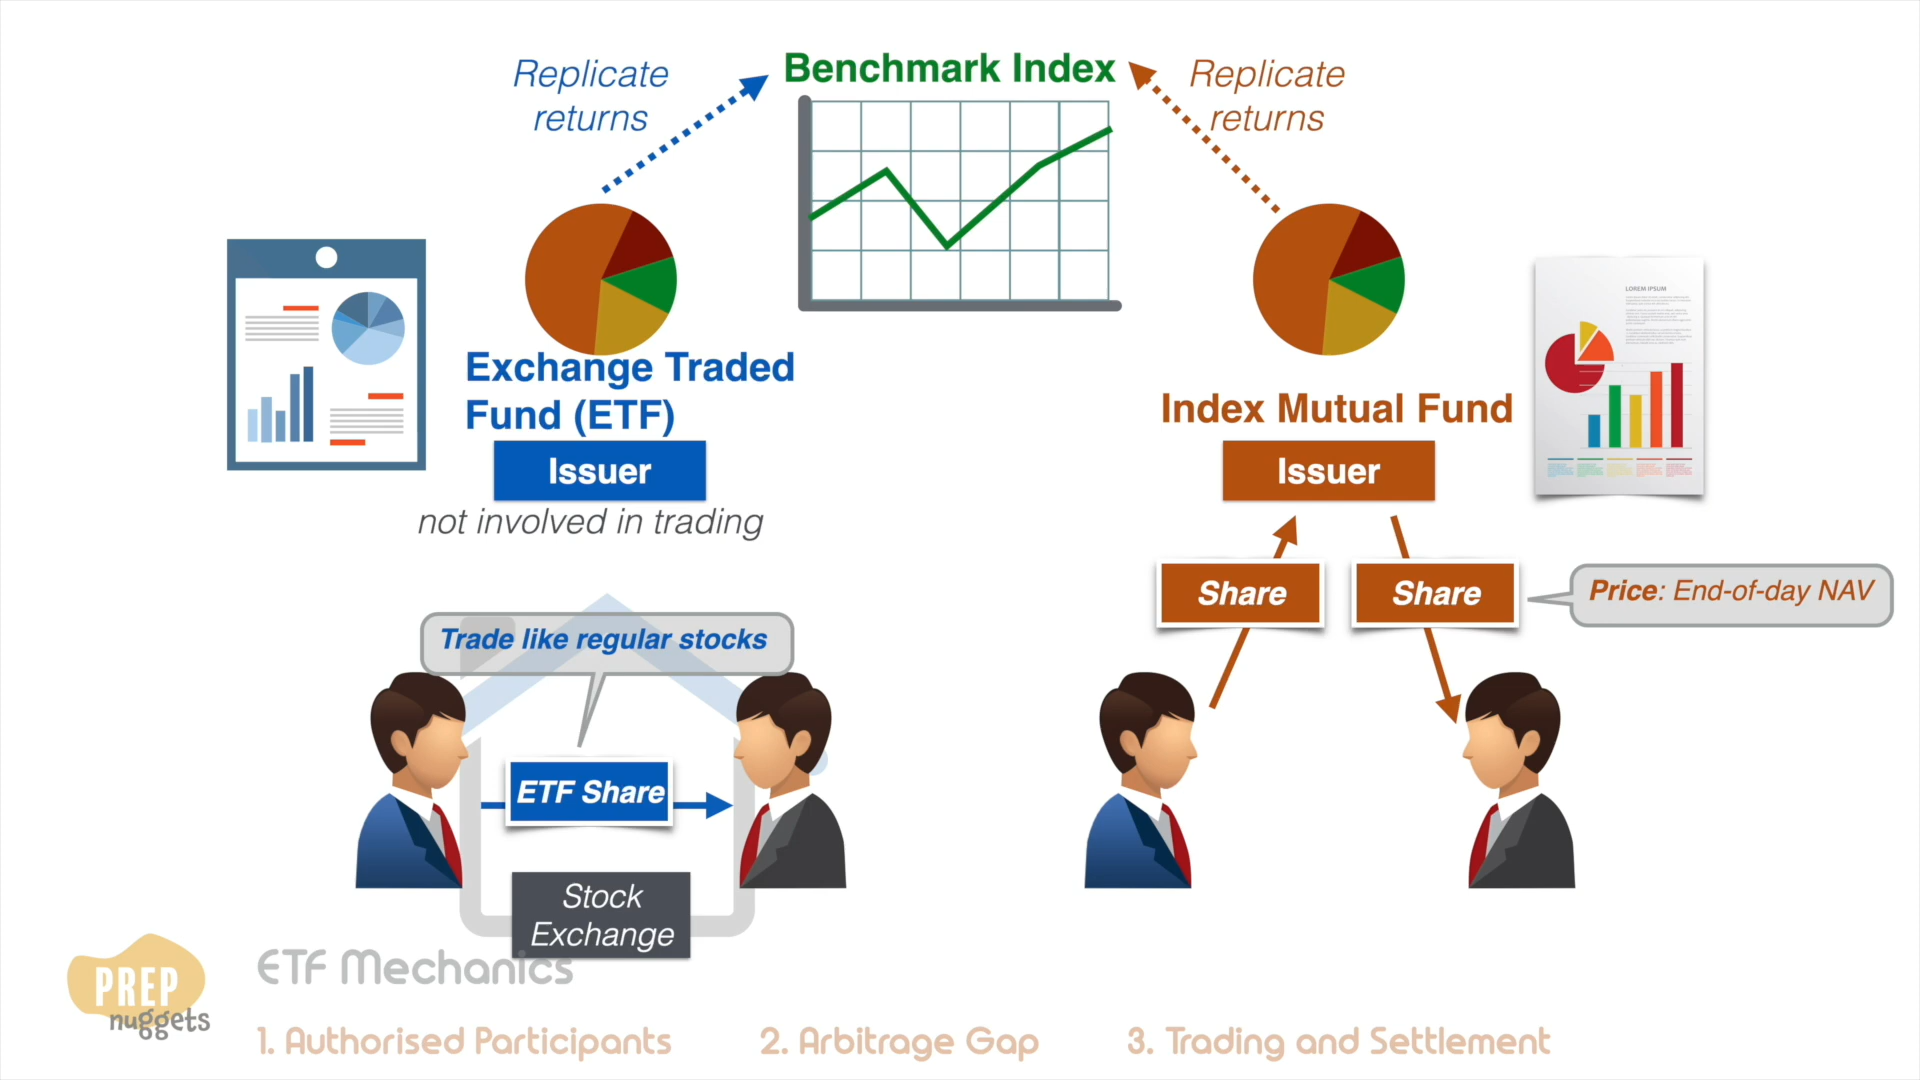 Replicate
returns
Benchmark Index
Replicate
returns
Exchange Traded
Fund (ETF)
Issuer
not involved in trading
Trade like regular stocks
ETF Share
Stock
Exchange
LOREM IPSUM
Index Mutual Fund
Issuer
Share
Share
Price: End-of-day NAV
PREP
nuggets
ETF Mechanics
1. Authorised Participants
2. Arbitrage Gap
3. Trading and Settlement